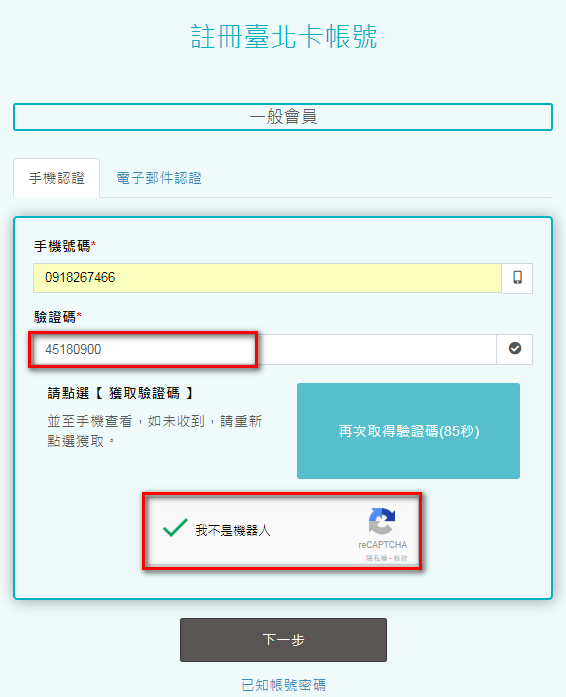 註冊臺北卡帳號
一般會員
手機認證
電子郵件認證
手機號碼*
0918267466
驗證碼*
45180900
請點選【 獲取驗證碼 】
並至手機查看，如未收到，請重新
點選獲取。
再次取得驗證碼(85秒)
我不是機器人
reCAPTCHA
隱私權 - 條款
下一步
已知帳號密碼